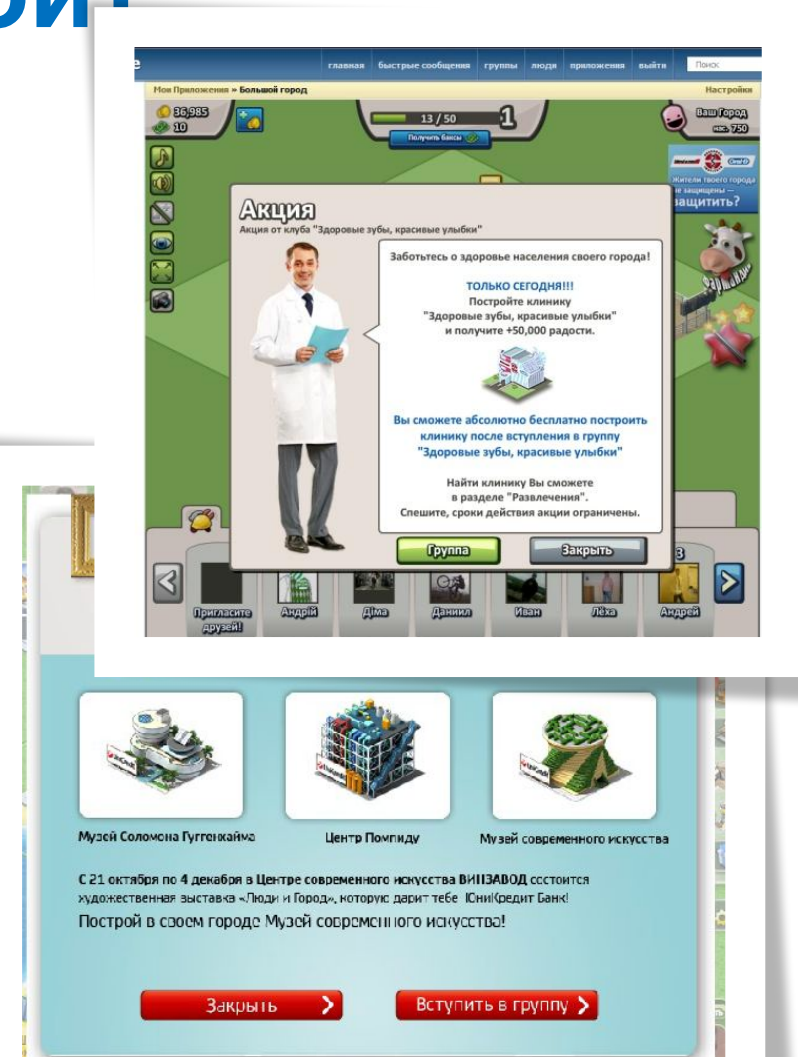 главная быстрые сообщения группы люди приложения выйти Поиск
Мои Приложения » Большой город Настройки
36,985
10
13 / 50
1
Получить баксы
Ваш Город
нас. 750
Жители твоего города
не защищены —
защитить?
Акция
Акция от клуба "Здоровые зубы, красивые улыбки"
Заботьтесь о здоровье населения своего города!
ТОЛЬКО СЕГОДНЯ!!!
Постройте клинику
"Здоровые зубы, красивые улыбки"
и получите +50,000 радости.
Вы сможете абсолютно бесплатно построить
клинику после вступления в группу
"Здоровые зубы, красивые улыбки"
Найти клинику Вы сможете
в разделе "Развлечения".
Спешите, сроки действия акции ограничены.
Группа Закрыть
Пригласите
друзей!
Андрій Діма Даниил Иван Лёха Андрей
UniCredit UniCredit UniCredit
Музей Соломона Гуггенхайма Центр Помпиду Музей современного искусства
С 21 октября по 4 декабря в Центре современного искусства ВИНЗАВОД состоится
художественная выставка «Люди и Город», которую дарит тебе ЮниКредит Банк!
Построй в своем городе Музей современного искусства!
Закрыть Вступить в группу